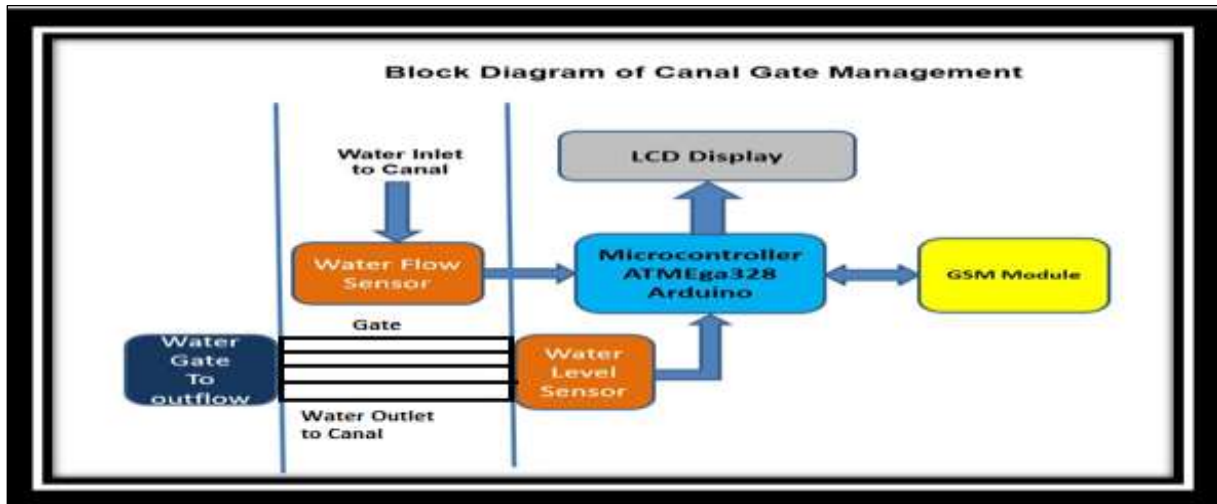 Block Diagram of Canal Gate Management
Water Inlet
to Canal
LCD Display
Water Flow
Sensor
Microcontroller
ATMEga328
Arduino
GSM Module
Gate
Water
Gate
To
outflow
Water
Level
Sensor
Water Outlet
to Canal